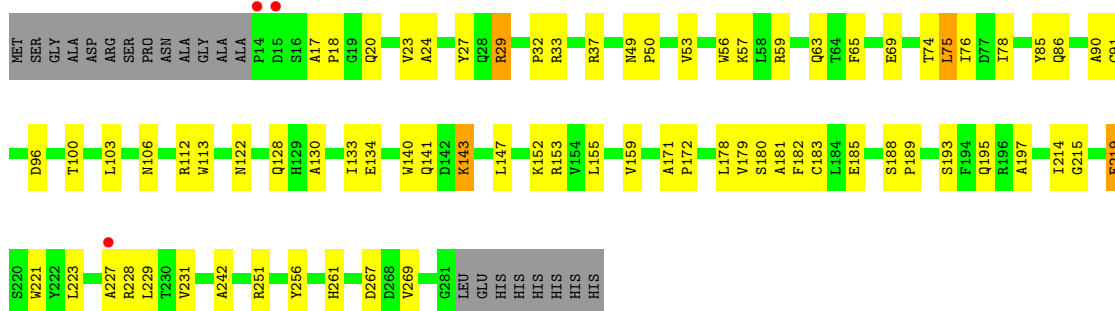 MET SER GLY ALA ASP ARG SER PRO ASN ALA GLY ALA ALA P14 D15 S16 A17 P18 G19 Q20 V23 A24 Y27 Q28 R29 P32 R33 R37 N49 P50 V53 W56 K57 L58 R59 Q63 T64 F65 E69 T74 L75 I76 D77 I78 Y85 Q86 A90 G91
D96 T100 L103 N106 R112 W113 N122 Q128 H129 A130 I133 E134 W140 Q141 D142 K143 L147 K152 R153 V154 L155 V159 A171 P172 L178 V179 S180 A181 F182 C183 L184 E185 S188 P189 S193 F194 Q195 R196 A197 I214 G215
S220 W221 Y222 L223 A227 R228 L229 T230 V231 A242 R251 Y256 H261 D267 D268 V269 G281 LEU GLU HIS HIS HIS HIS HIS HIS